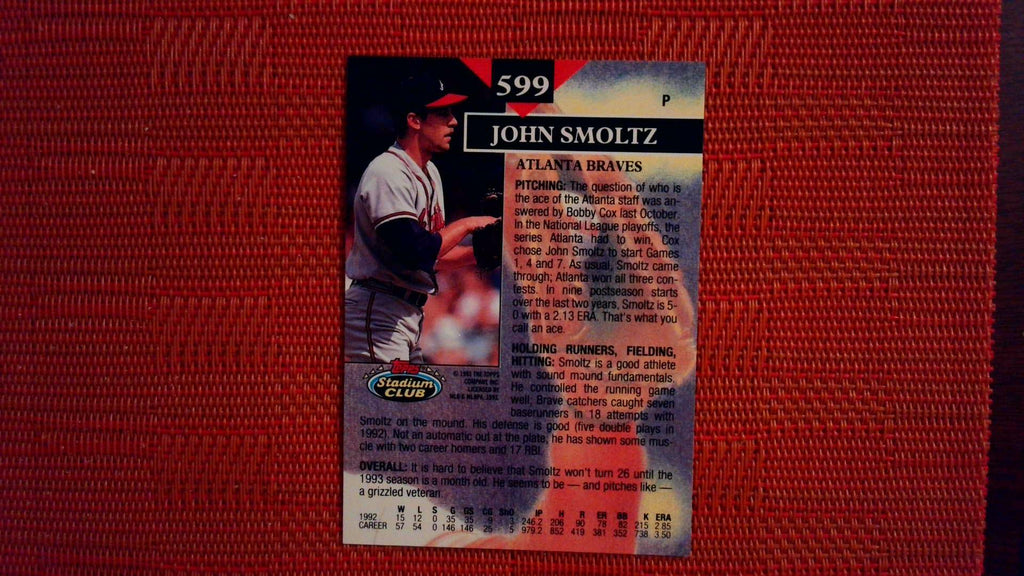 599
P
JOHN SMOLTZ
ATLANTA BRAVES
PITCHING: The question of who is
the ace of the Atlanta staff was an-
swered by Bobby Cox last October.
In the National League playoffs, the
series Atlanta had to win, Cox
chose John Smoltz to start Games
1, 4 and 7. As usual, Smoltz came
through; Atlanta won all three con-
tests. In nine postseason starts
over the last two years, Smoltz is 5-
0 with a 2.13 ERA. That's what you
call an ace.
HOLDING RUNNERS, FIELDING,
HITTING: Smoltz is a good athlete
with sound mound fundamentals.
He controlled the running game
well; Brave catchers caught seven
baserunners in 18 attempts with
Smoltz on the mound. His defense is good (five double plays in
1992). Not an automatic out at the plate, he has shown some mus-
cle with two career homers and 17 RBI.
Topps
Stadium
CLUB
© 1993 THE TOPPS
COMPANY, INC.
LICENSED BY
OVERALL: It is hard to believe that Smoltz won't turn 26 until the
1993 season is a month old. He seems to be — and pitches like —
a grizzled veteran.
W L S G GS CG ShO IP H R ER BB K ERA
1992 15 12 0 35 35 9 3 246.2 206 90 78 82 215 2.85
CAREER 57 54 0 146 146 25 5 979.2 852 419 381 352 738 3.50